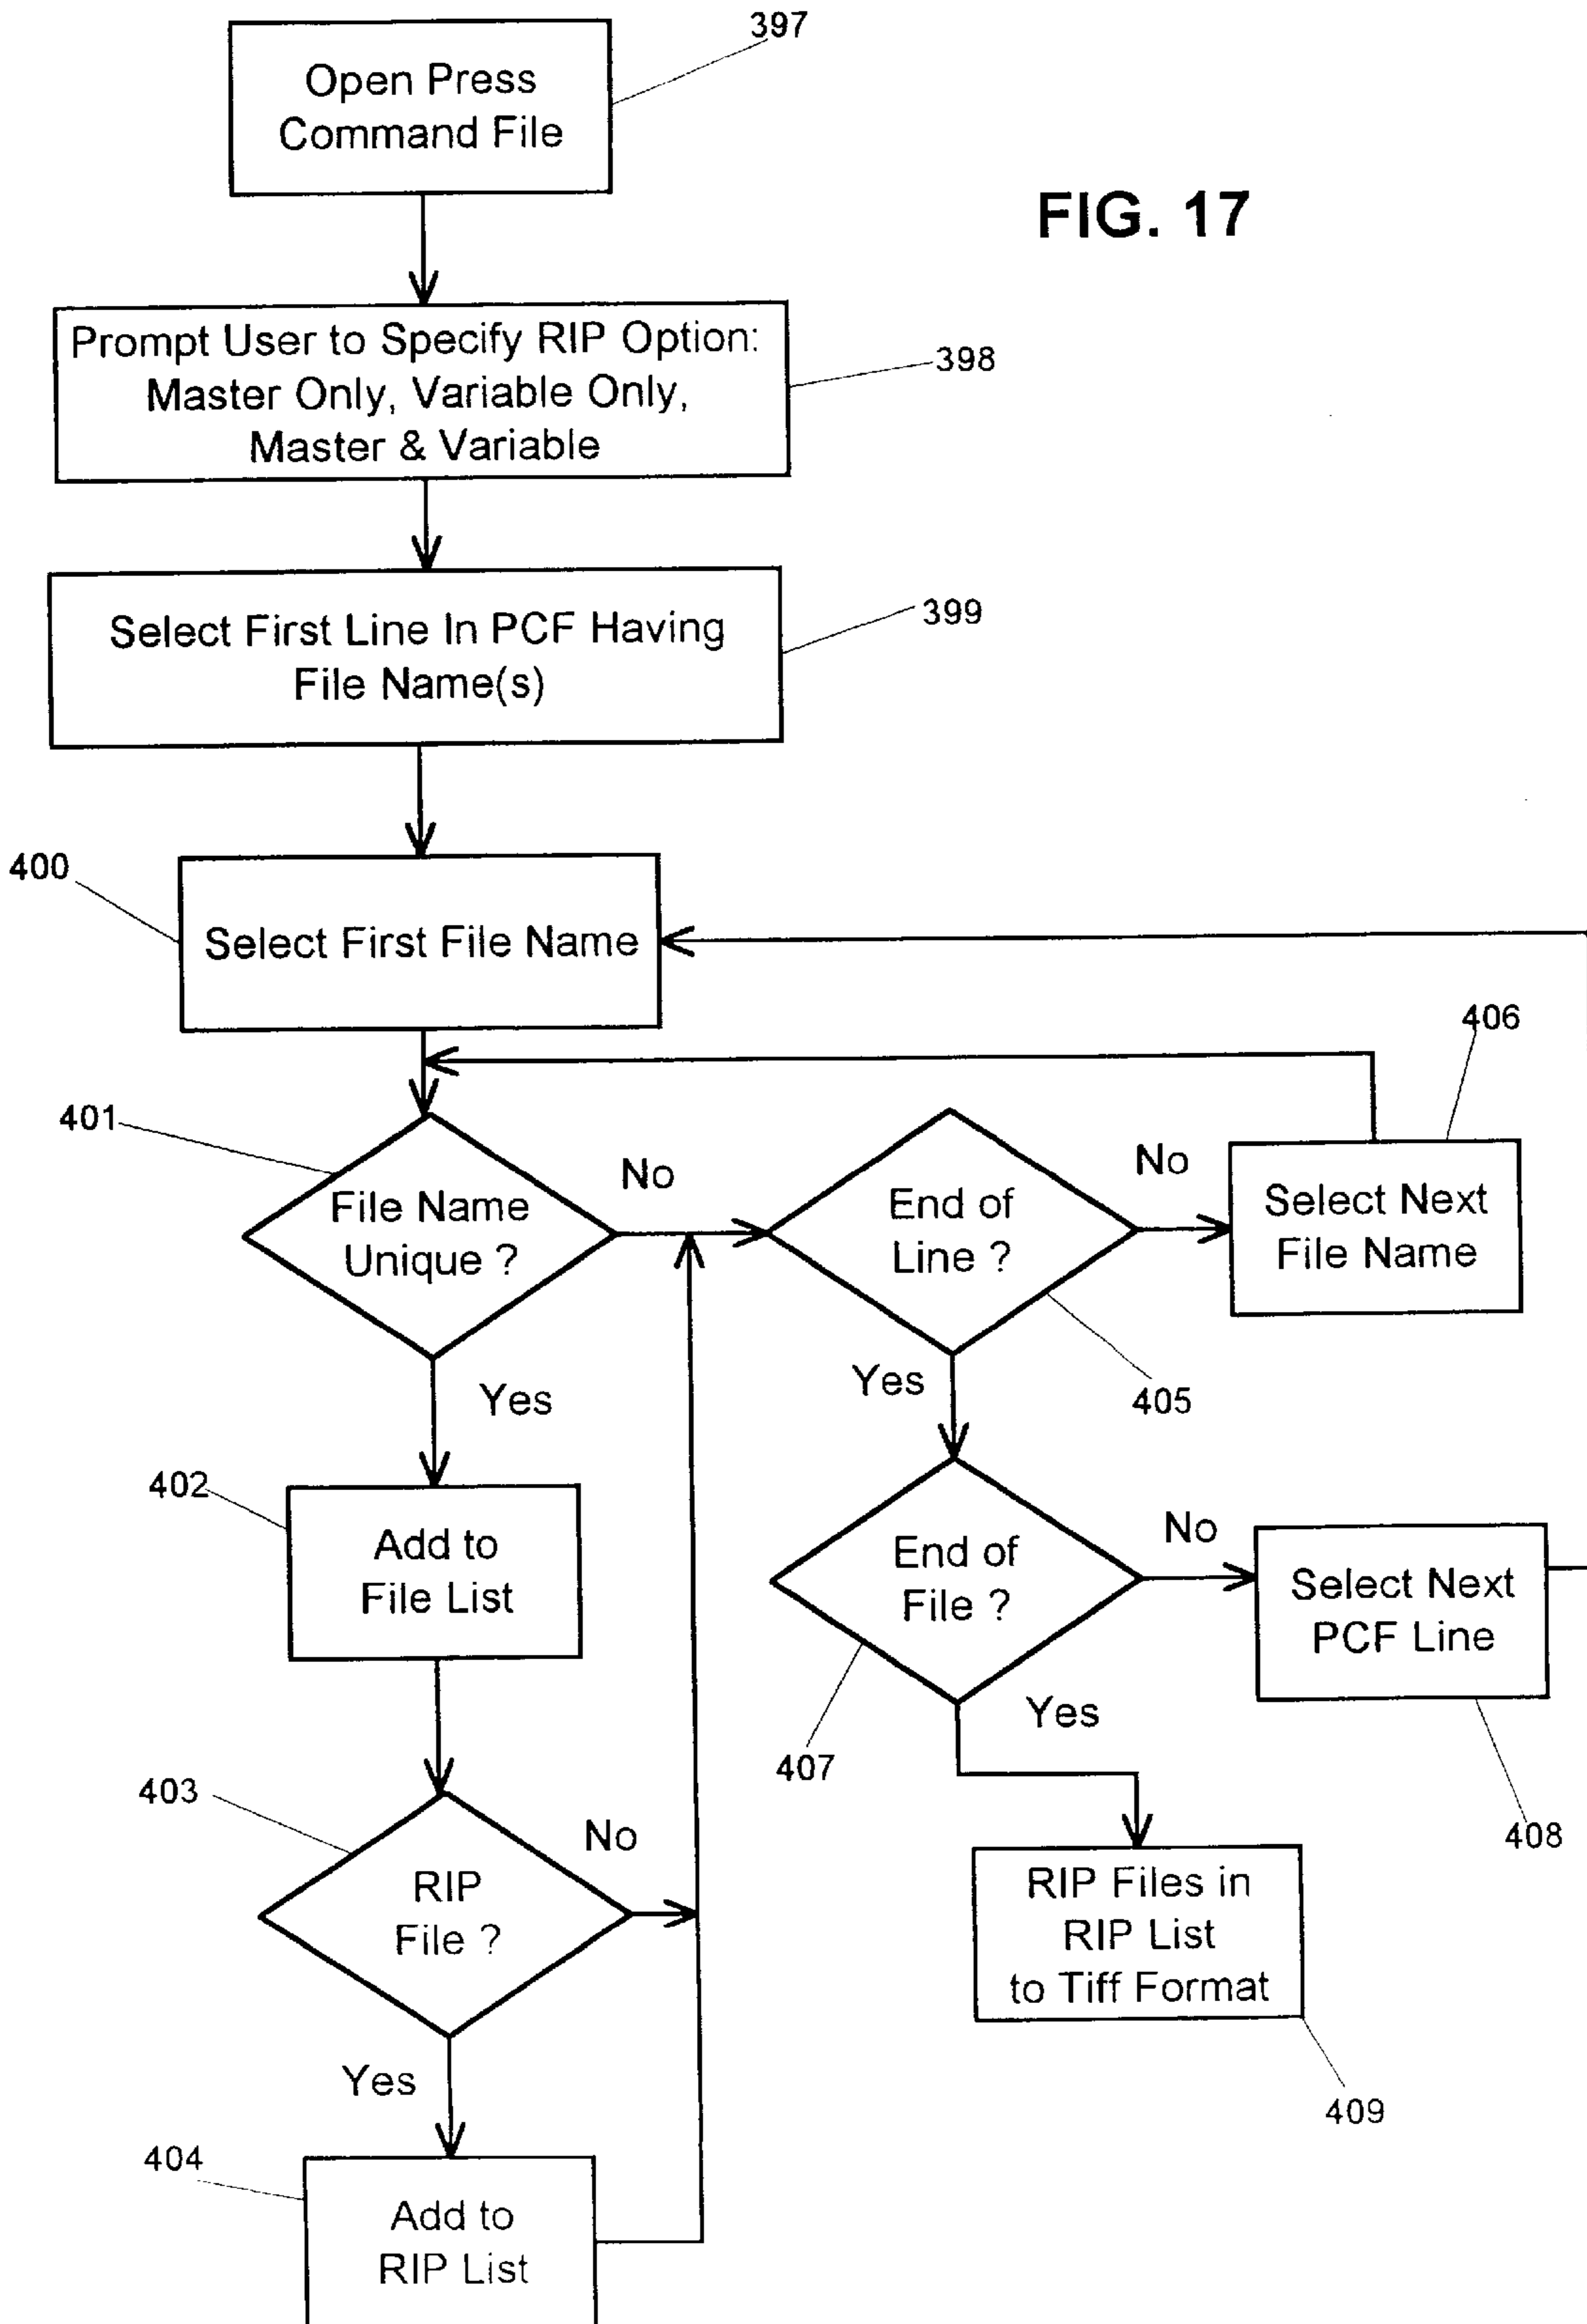 397
Open Press
Command File
FIG. 17
Prompt User to Specify RIP Option:
Master Only, Variable Only,
Master & Variable
398
Select First Line In PCF Having
File Name(s)
399
400
Select First File Name
406
401
File Name
Unique ?
No
End of
Line ?
No
Select Next
File Name
Yes
Yes
405
402
Add to
File List
End of
File ?
No
Select Next
PCF Line
Yes
407
408
403
RIP
File ?
No
RIP Files in
RIP List
to Tiff Format
Yes
409
404
Add to
RIP List